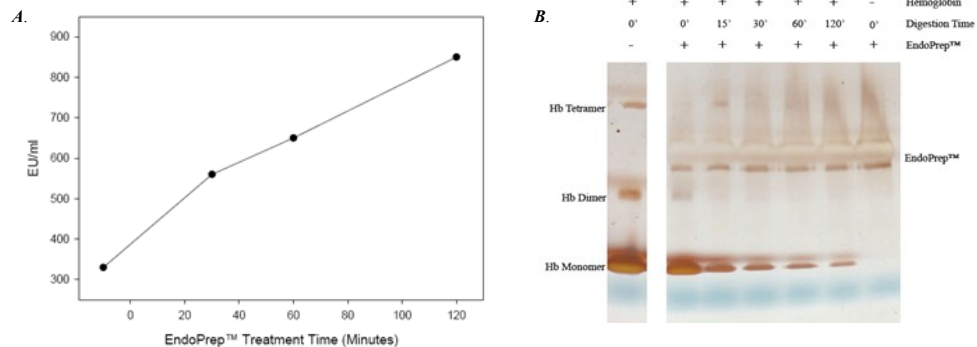 A.
900
800
700
600
500
400
300
EU/ml
0 20 40 60 80 100 120
EndoPrep™ Treatment Time (Minutes)
B.
+ + + + + + - Hemoglobin
0' 0' 15' 30' 60' 120' 0' Digestion Time
- + + + + + + EndoPrep™
Hb Tetramer
EndoPrep™
Hb Dimer
Hb Monomer